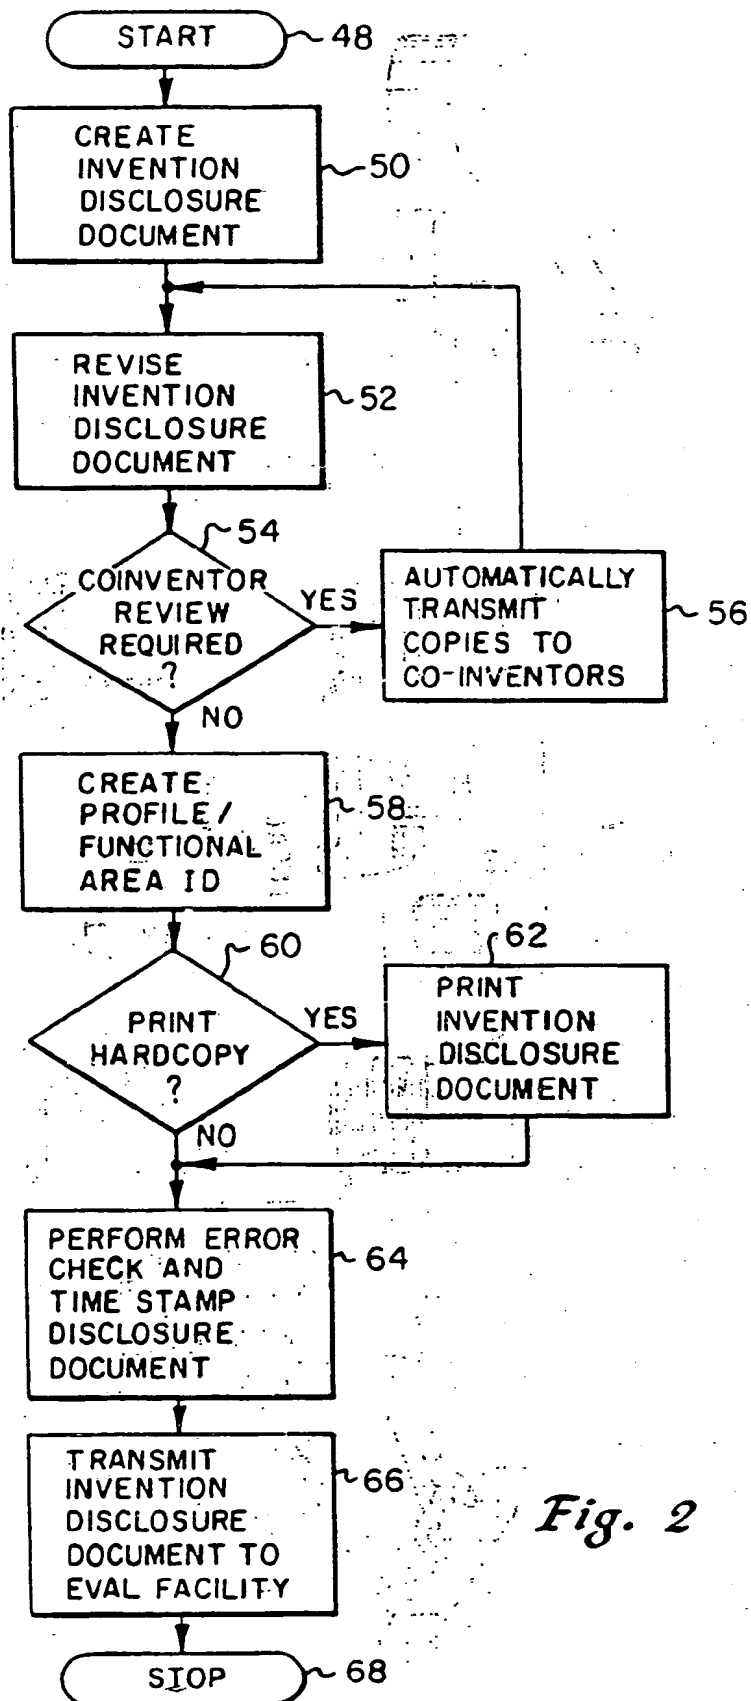 START
48
CREATE
INVENTION
DISCLOSURE
DOCUMENT
50
REVISE
INVENTION
DISCLOSURE
DOCUMENT
52
54
COINVENTOR
REVIEW
REQUIRED
?
YES
AUTOMATICALLY
TRANSMIT
COPIES TO
CO-INVENTORS
56
NO
CREATE
PROFILE/
FUNCTIONAL
AREA ID
58
60
PRINT
HARDCOPY
?
YES
62
PRINT
INVENTION
DISCLOSURE
DOCUMENT
NO
PERFORM ERROR
CHECK AND
TIME STAMP
DISCLOSURE
DOCUMENT
64
TRANSMIT
INVENTION
DISCLOSURE
DOCUMENT TO
EVAL FACILITY
66
Fig. 2
STOP
68